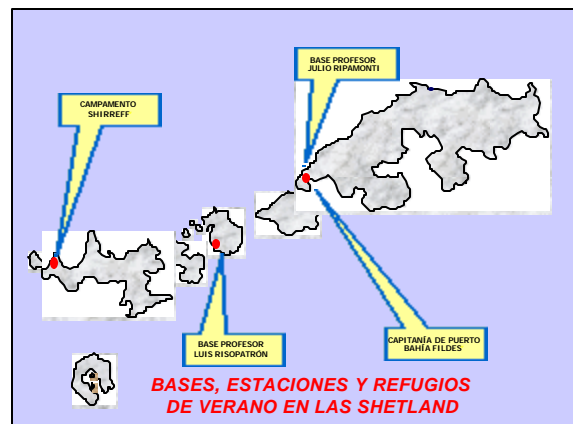 BASE PROFESOR
JULIO RIPAMONTI
CAMPAMENTO
SHIRREFF
BASE PROFESOR
LUIS RISOPATRÓN
CAPITANÍA DE PUERTO
BAHÍA FILDES
BASES, ESTACIONES Y REFUGIOS
DE VERANO EN LAS SHETLAND